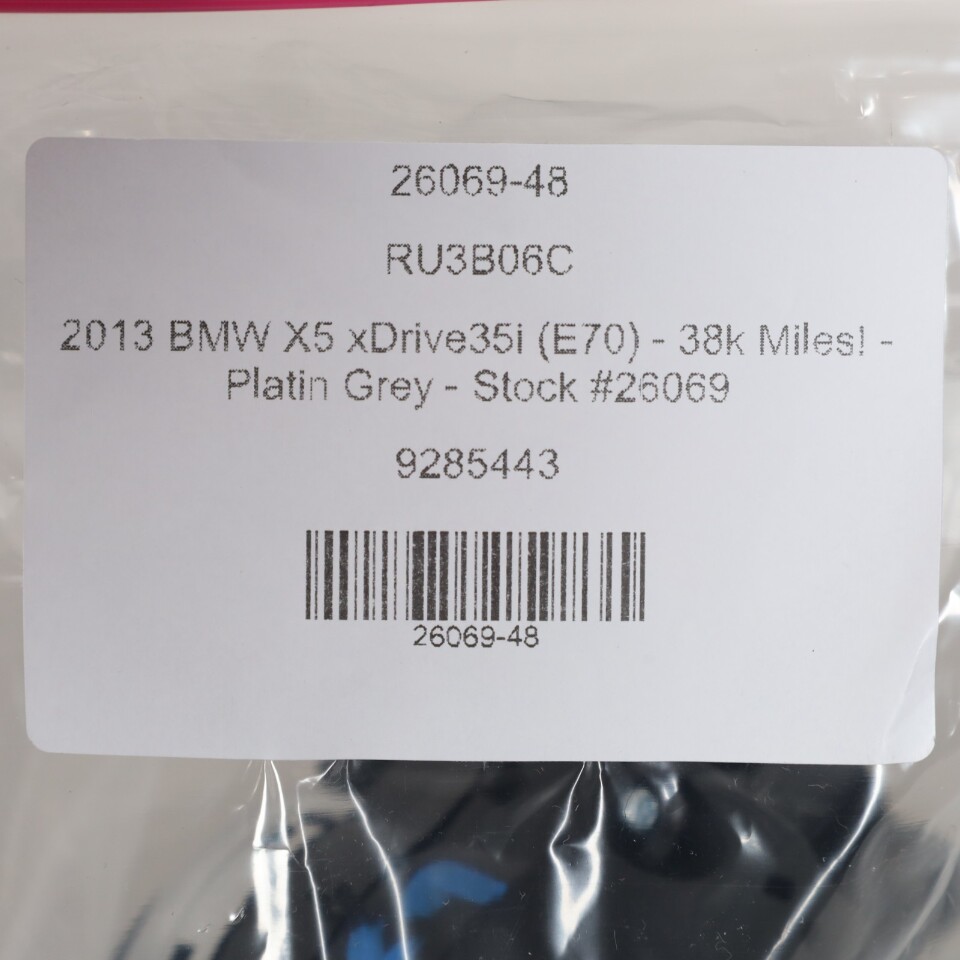 26069-48
RU3B06C
2013 BMW X5 xDrive35i (E70) - 38k Miles! -
Platin Grey - Stock #26069
9285443
26069-48